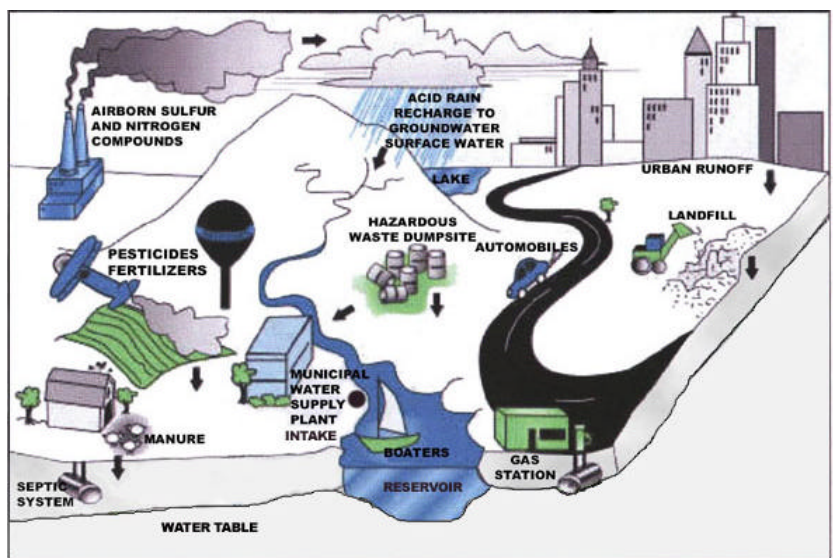 AIRBORN SULFUR
AND NITROGEN
COMPOUNDS
ACID RAIN
RECHARGE TO
GROUNDWATER
SURFACE WATER
LAKE
URBAN RUNOFF
HAZARDOUS
WASTE DUMPSITE
AUTOMOBILES
LANDFILL
PESTICIDES
FERTILIZERS
MUNICIPAL
WATER
SUPPLY
PLANT
INTAKE
MANURE
BOATERS
GAS
STATION
SEPTIC
SYSTEM
RESERVOIR
WATER TABLE